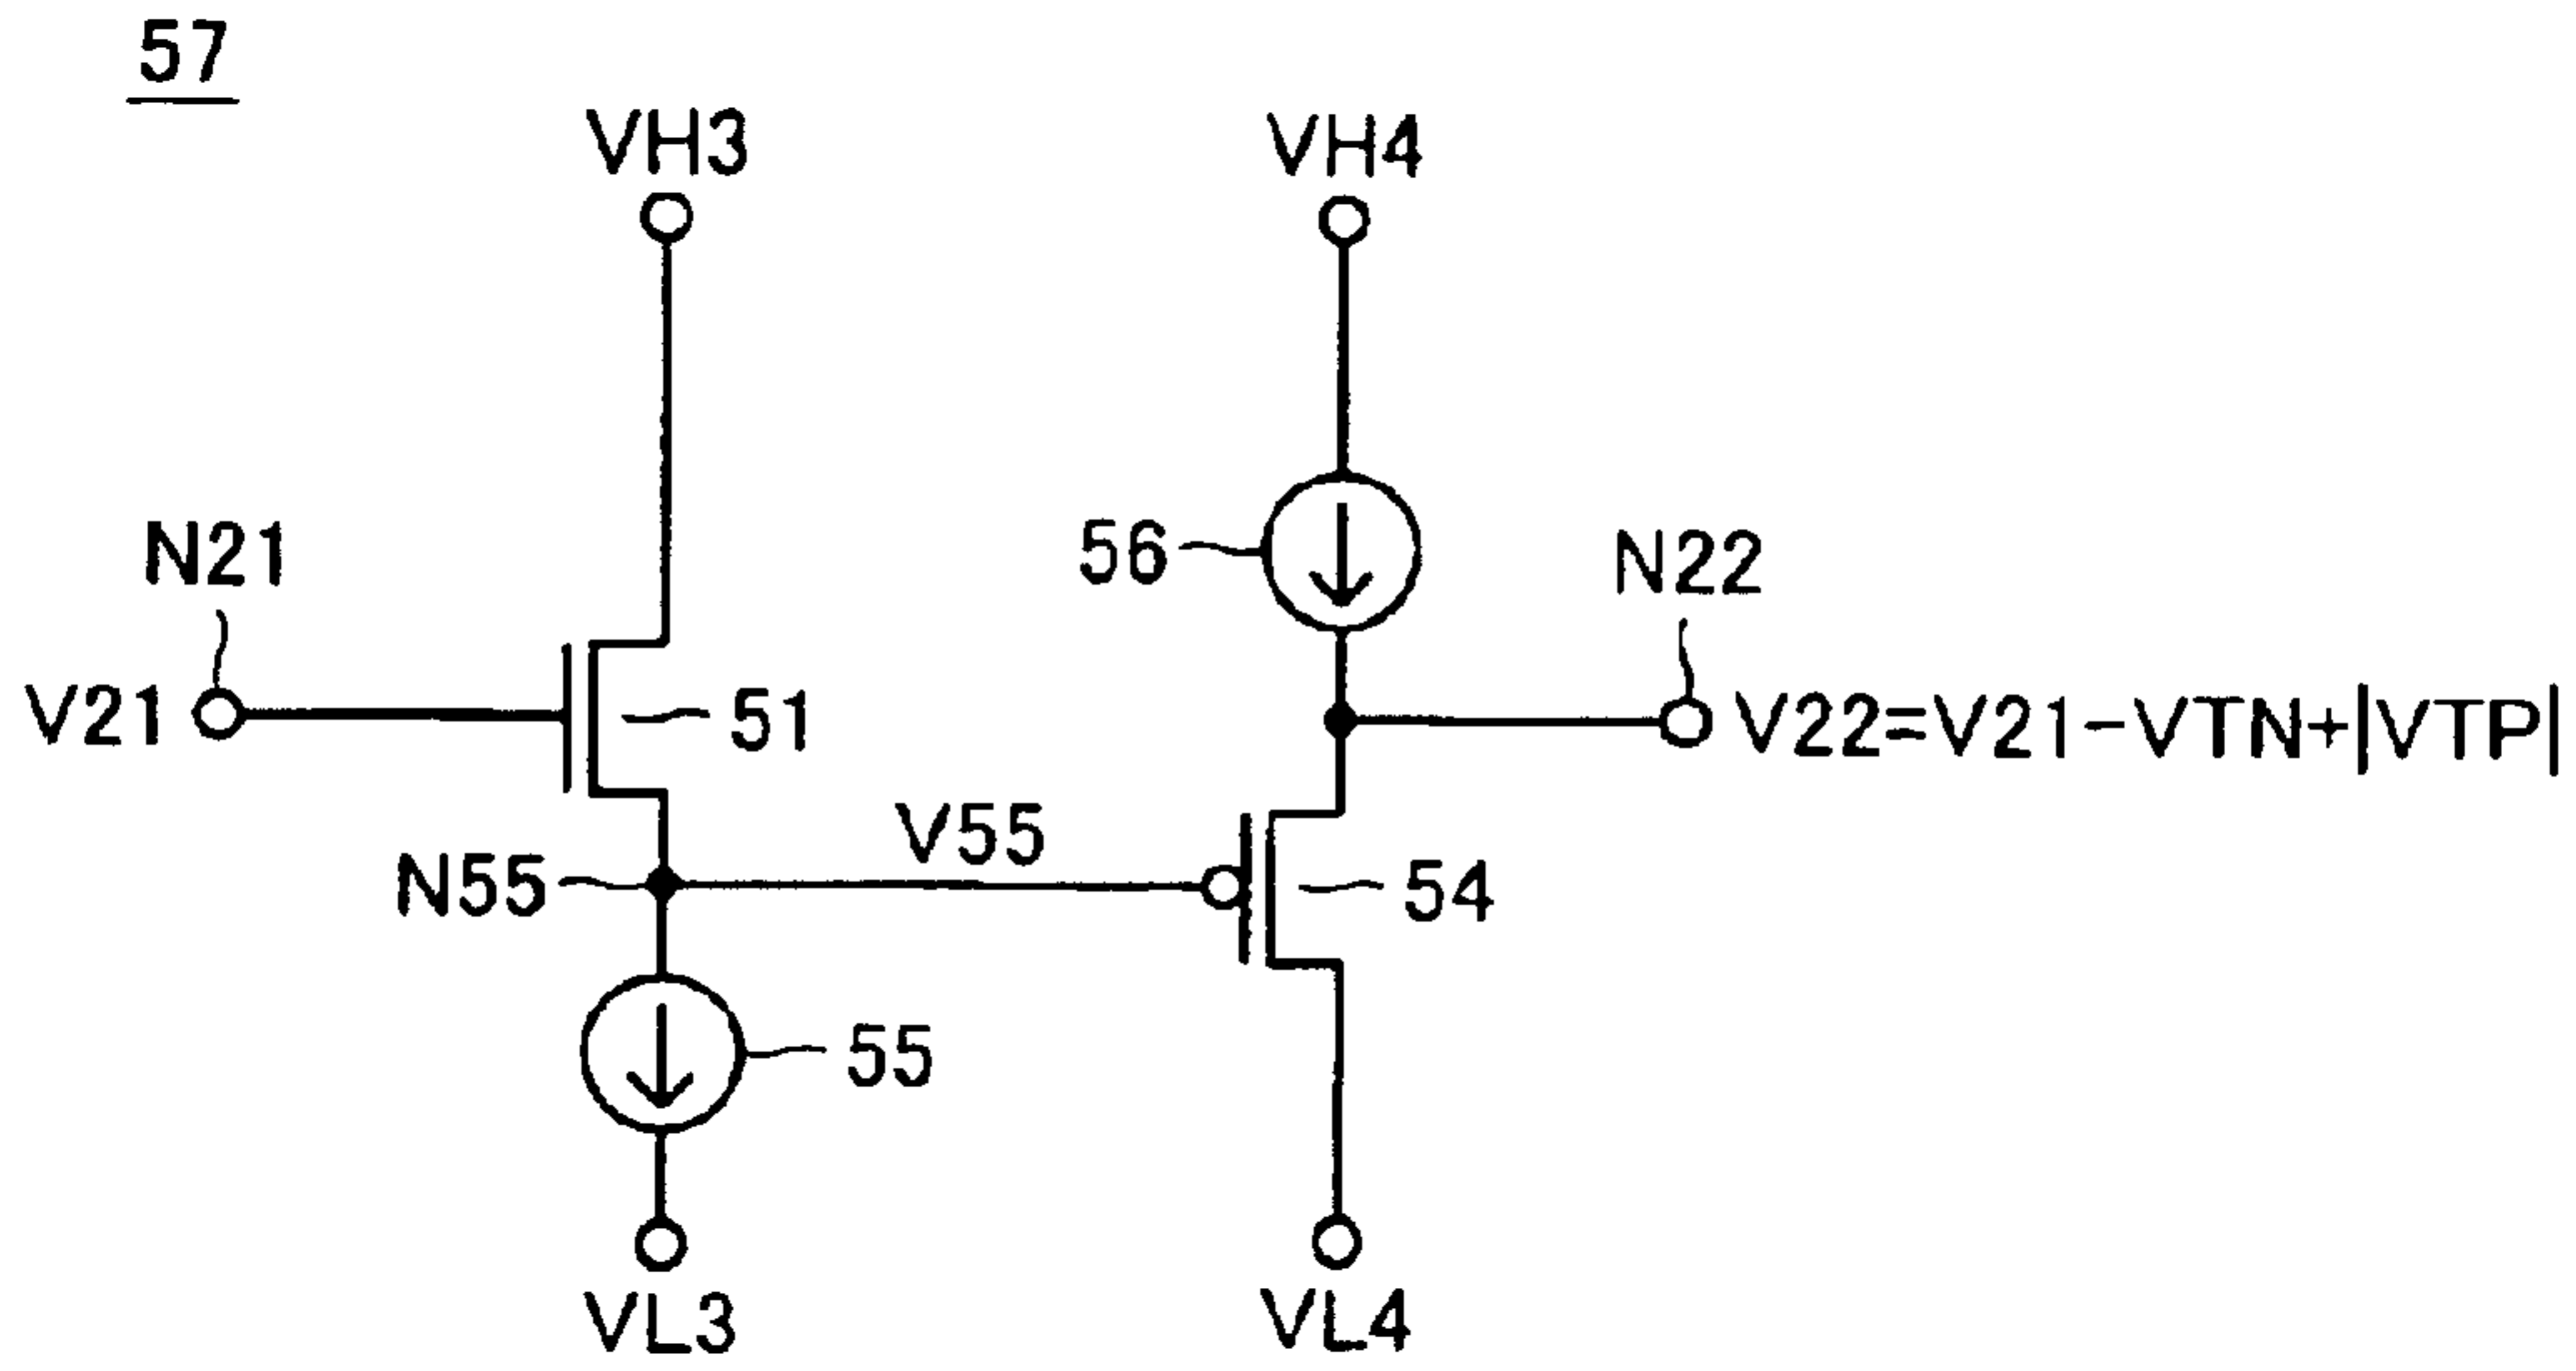 57
VH3
VH4
N21
56
N22
V21
51
V22=V21-VTN+|VTP|
V55
N55
54
55
VL3
VL4